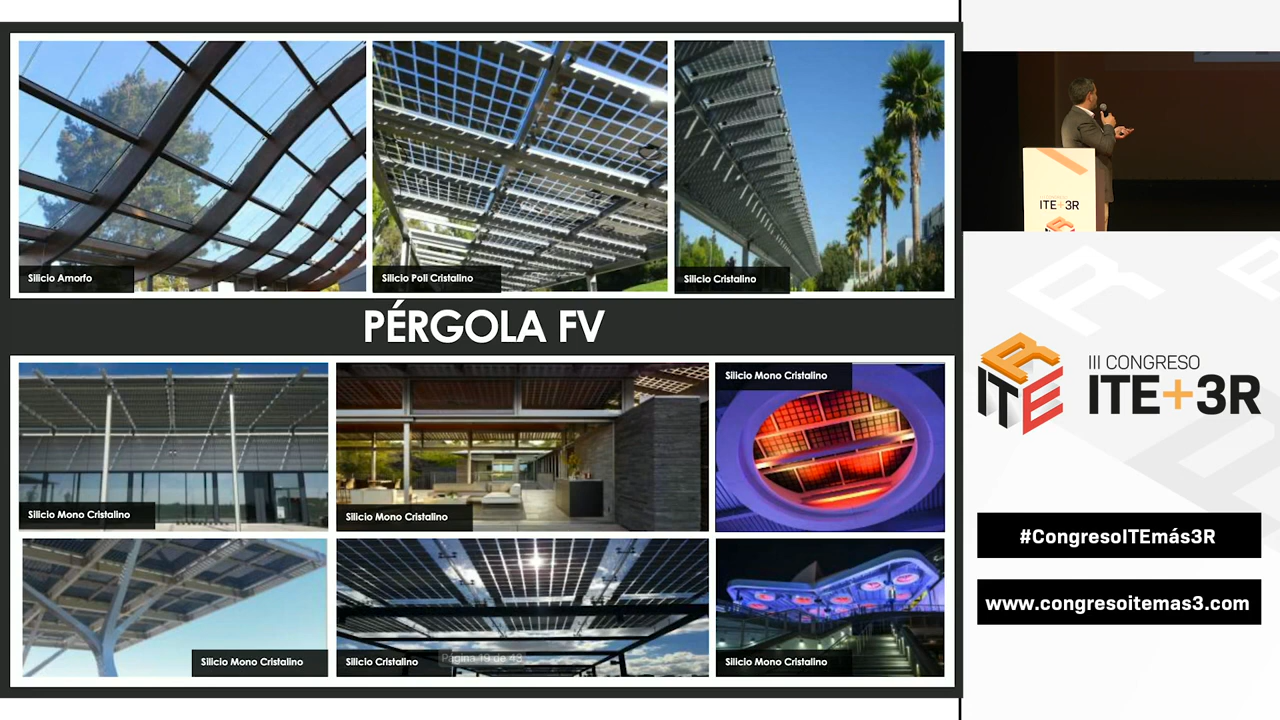 Silicio Amorfo
Silicio Poli Cristalino
Silicio Cristalino
PÉRGOLA FV
Silicio Mono Cristalino
Silicio Mono Cristalino
Silicio Mono Cristalino
Silicio Mono Cristalino
Silicio Cristalino
Página 19 de 43
Silicio Mono Cristalino
ITE+3R
ITE
R
III CONGRESO
ITE+3R
#CongresoITEmás3R
www.congresoitemas3.com